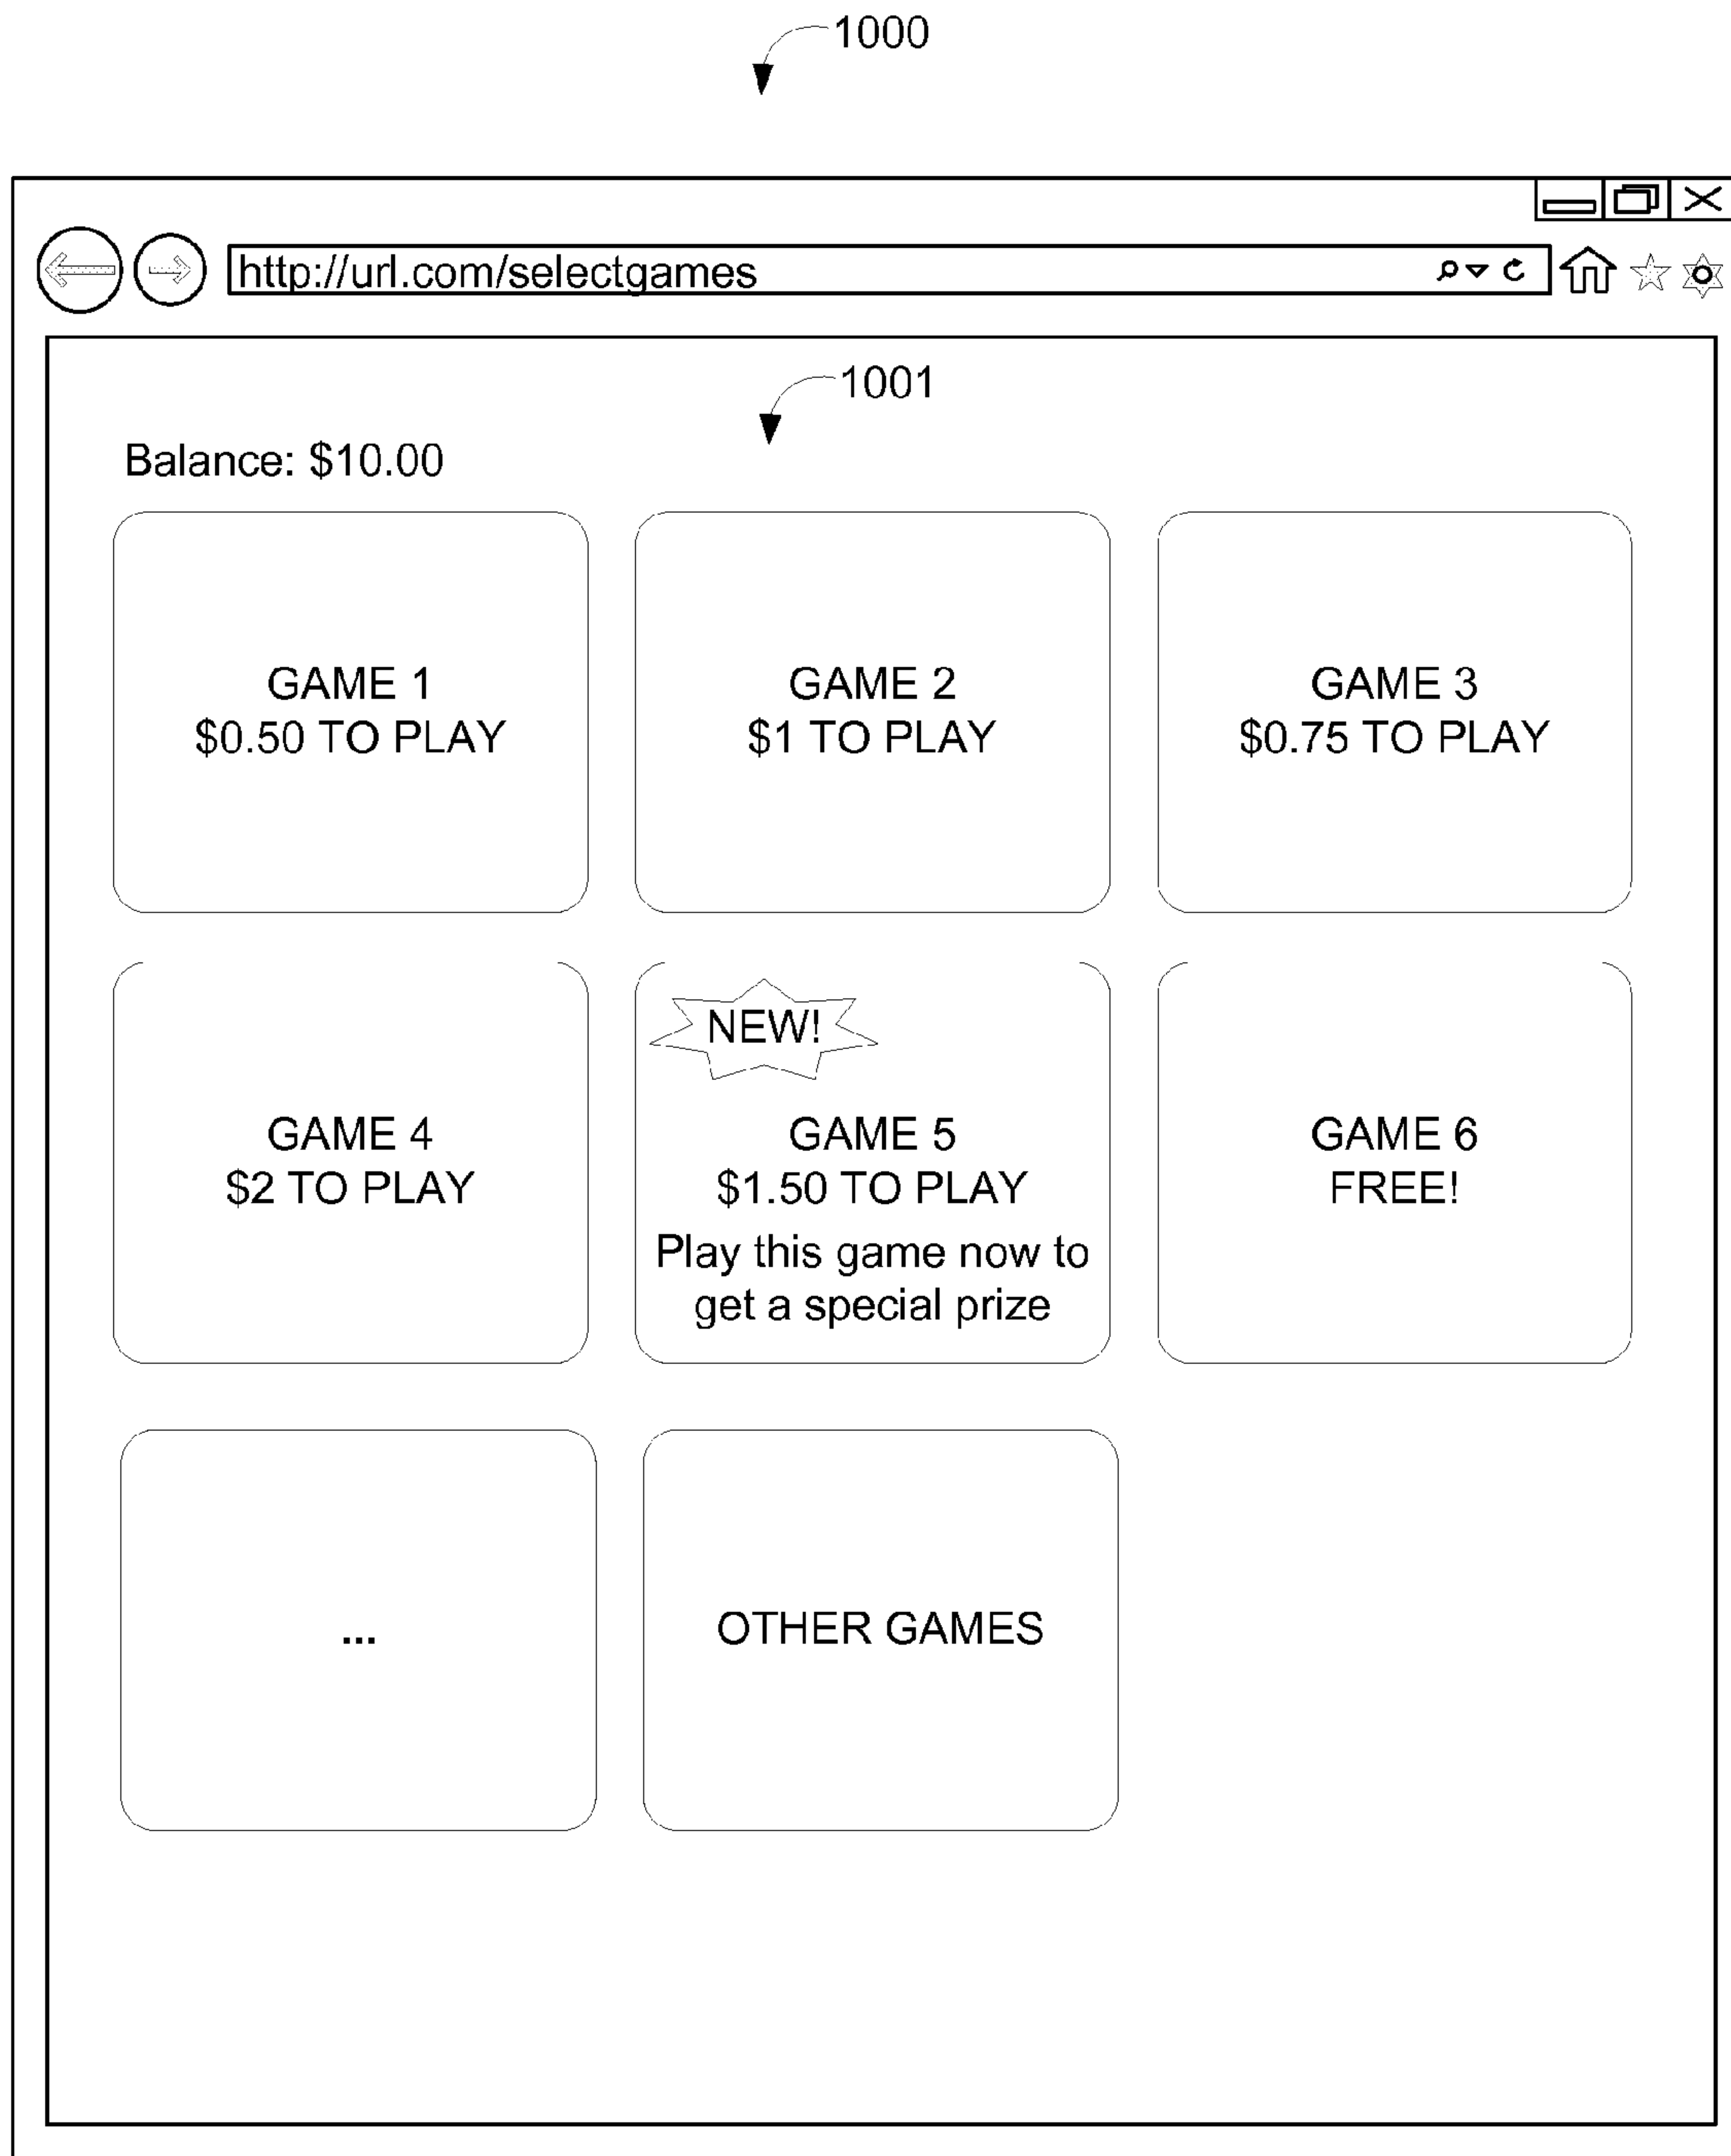 1000
http://url.com/selectgames
1001
Balance: $10.00
GAME 1
$0.50 TO PLAY
GAME 2
$1 TO PLAY
GAME 3
$0.75 TO PLAY
GAME 4
$2 TO PLAY
NEW!
GAME 5
$1.50 TO PLAY
Play this game now to
get a special prize
GAME 6
FREE!
...
OTHER GAMES